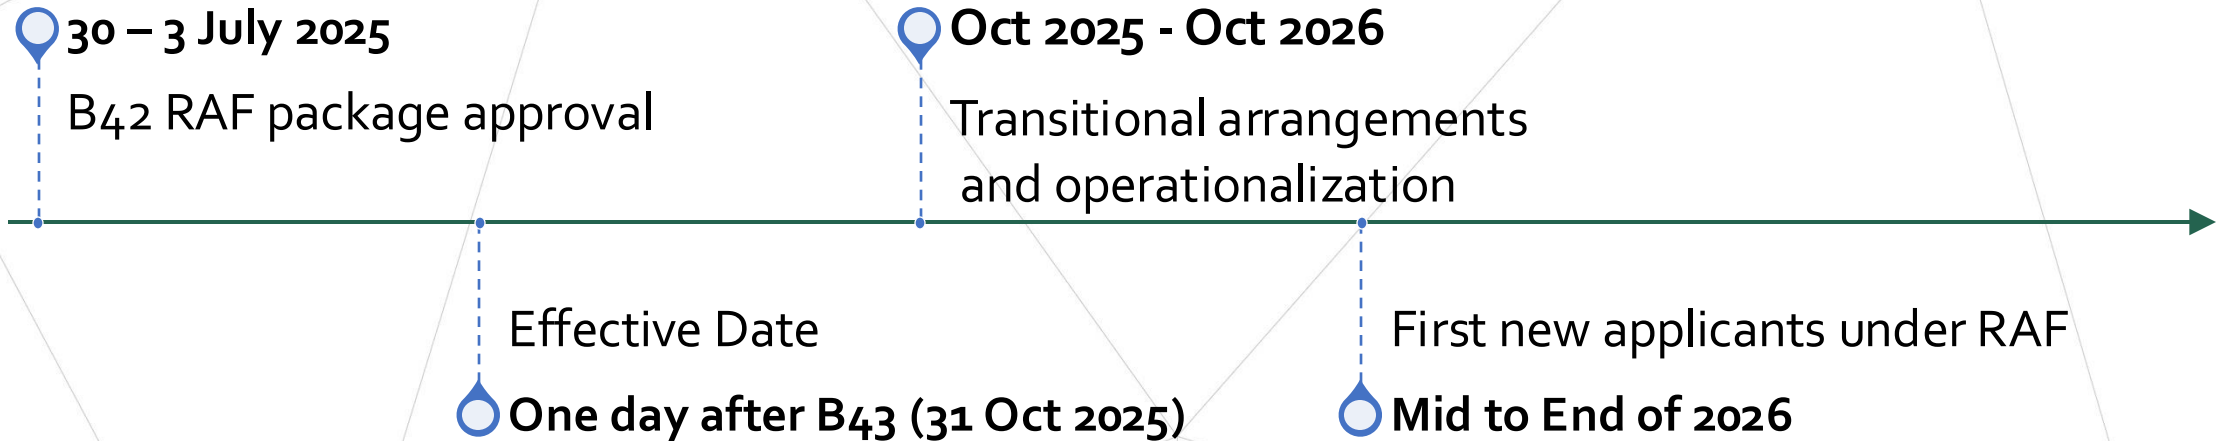 30 – 3 July 2025
B42 RAF package approval
Effective Date
One day after B43 (31 Oct 2025)
Oct 2025 - Oct 2026
Transitional arrangements
and operationalization
First new applicants under RAF
Mid to End of 2026